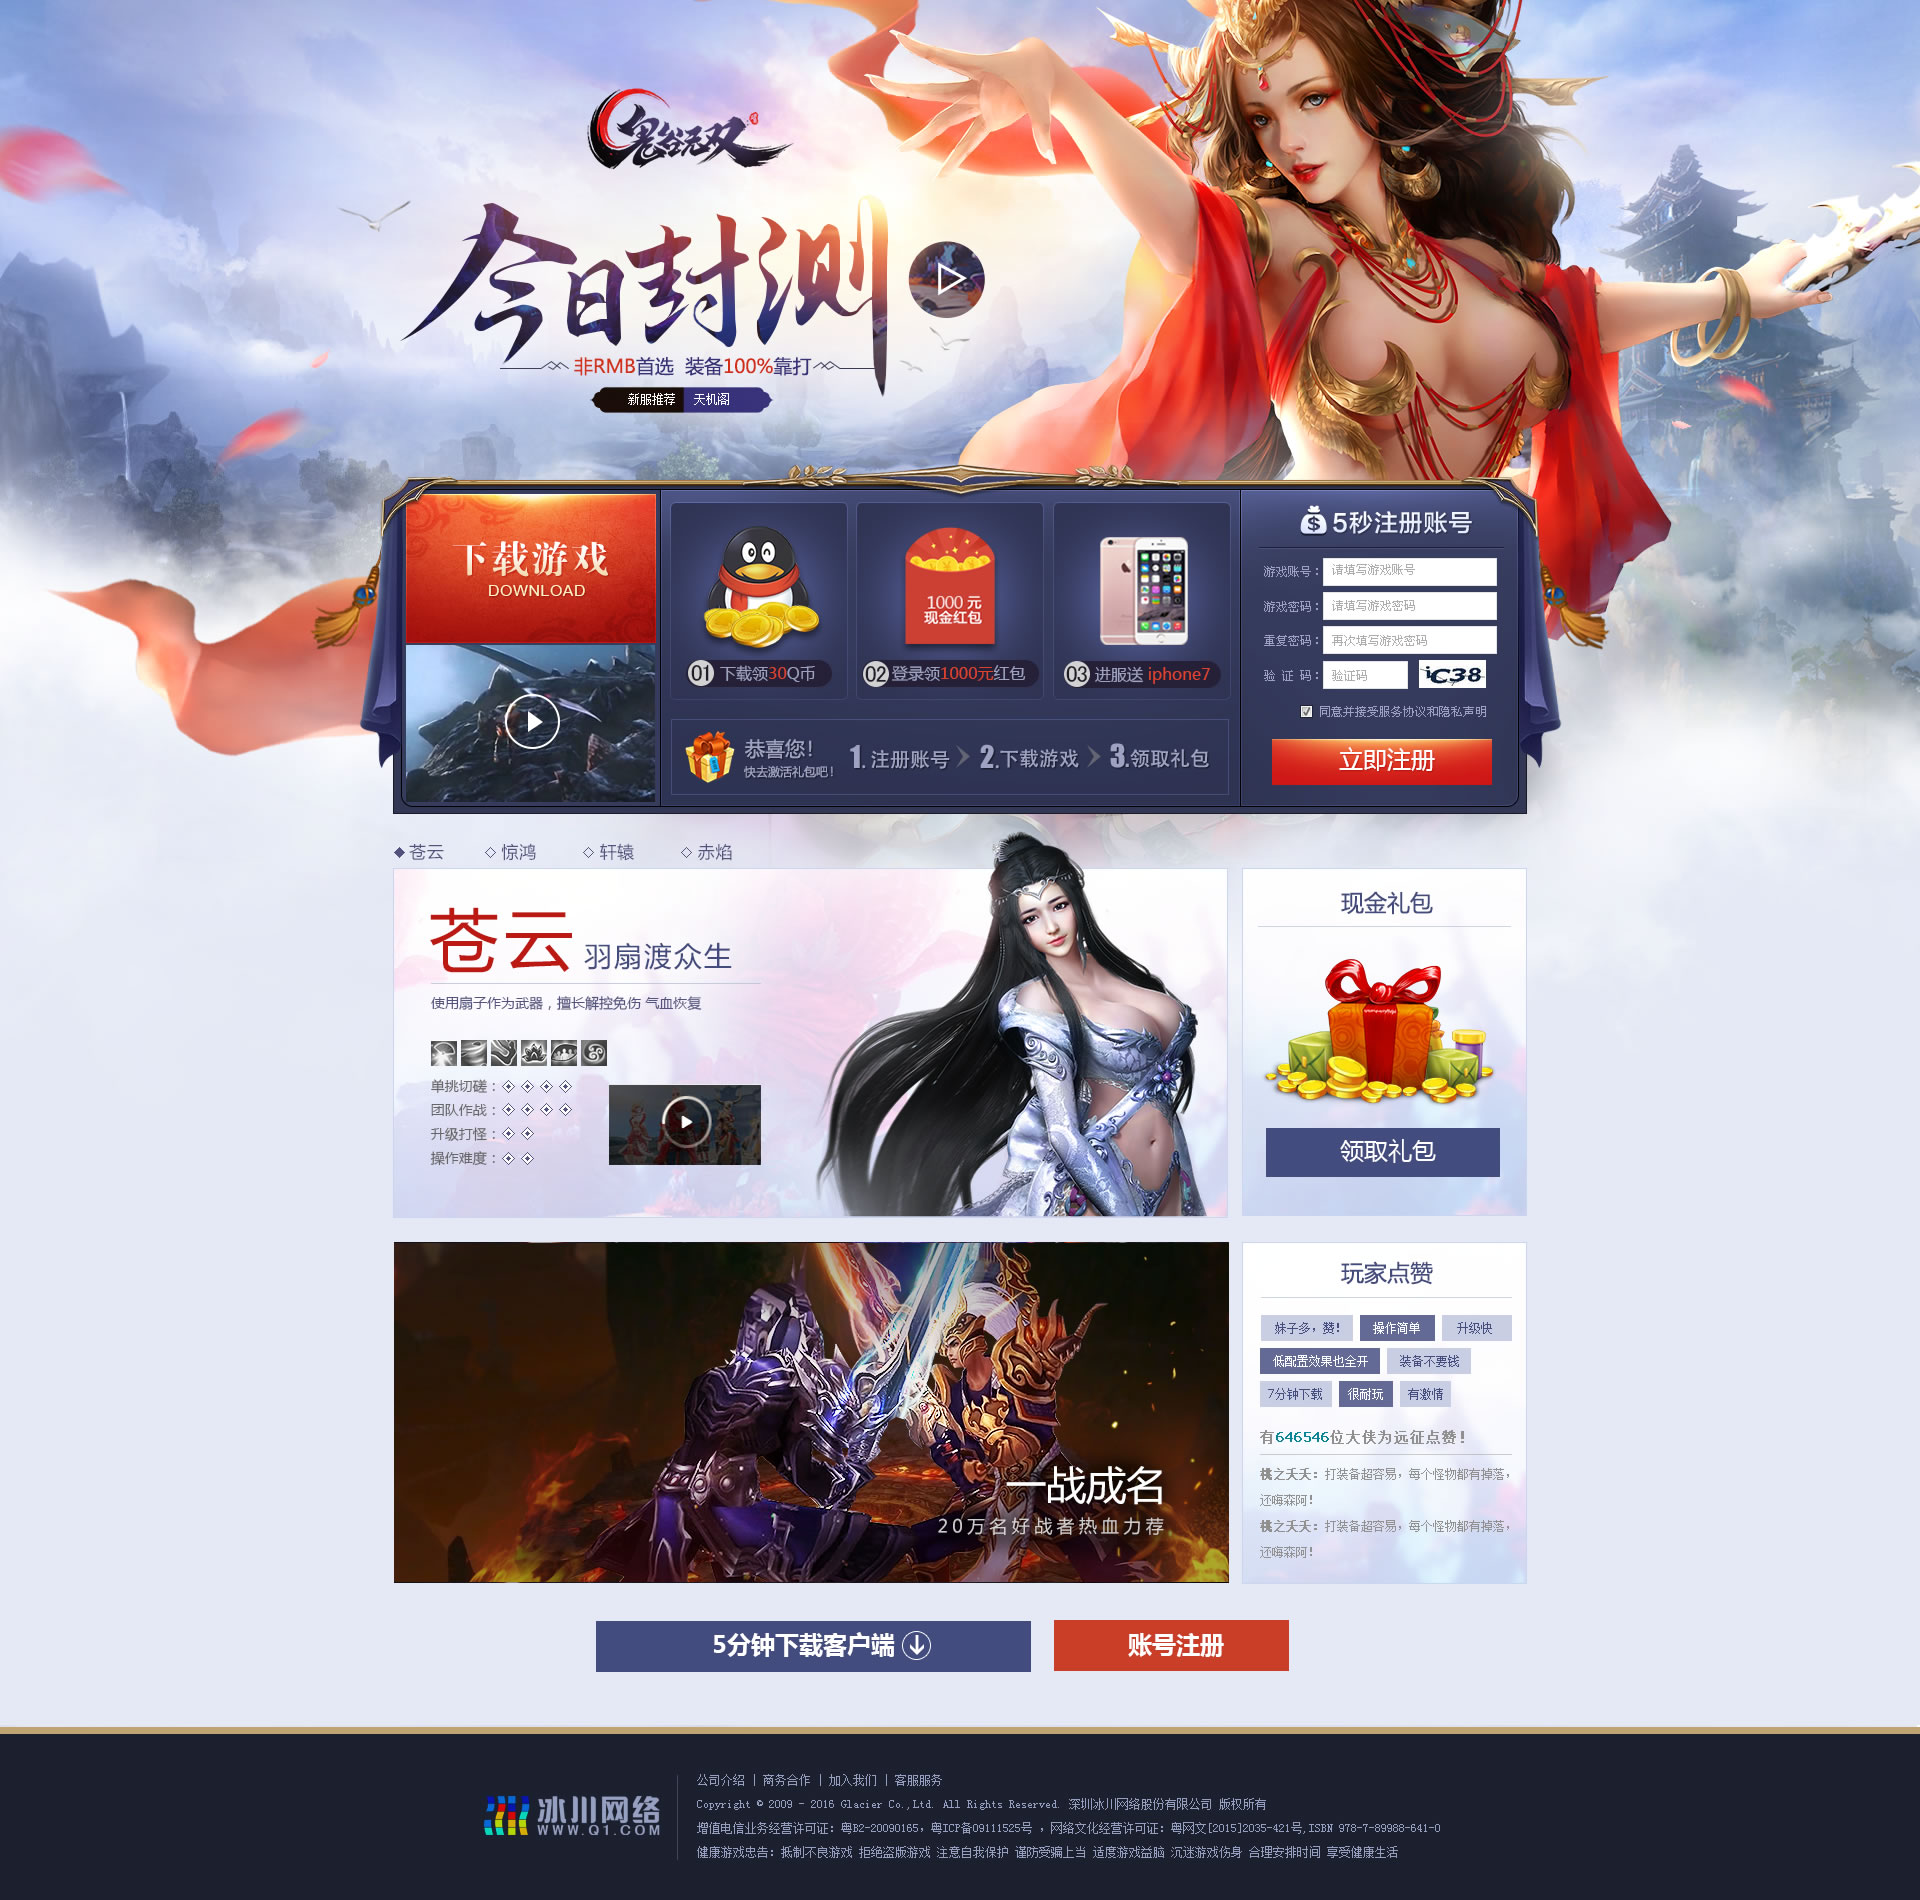 鬼谷无双
今日封测
非RMB首选 装备100%靠打
新服推荐 天机阁
下载游戏
DOWNLOAD
1000 元
现金红包
01 下载领30Q币
02 登录领1000元红包
03 进服送 iphone7
恭喜您！
快去激活礼包吧！
1. 注册账号
2.下载游戏
3.领取礼包
5秒注册账号
游戏账号： 请填写游戏账号
游戏密码： 请填写游戏密码
重复密码： 再次填写游戏密码
验 证 码： 验证码 iC38
同意并接受服务协议和隐私声明
立即注册
苍云 惊鸿 轩辕 赤焰
苍云 羽扇渡众生
使用扇子作为武器，擅长解控免伤 气血恢复
单挑切磋：
团队作战：
升级打怪：
操作难度：
现金礼包
领取礼包
一战成名
20万名好战者热血力荐
玩家点赞
妹子多，赞! 操作简单 升级快
低配置效果也全开 装备不要钱
7分钟下载 很耐玩 有激情
有646546位大侠为远征点赞!
桃之夭夭：打装备超容易，每个怪物都有掉落，
还嗨森阿!
桃之夭夭：打装备超容易，每个怪物都有掉落，
还嗨森阿!
5分钟下载客户端
账号注册
冰川网络
WWW.Q1.COM
公司介绍 | 商务合作 | 加入我们 | 客服服务
Copyright © 2009 - 2016 Glacier Co.,Ltd. All Rights Reserved. 深圳冰川网络股份有限公司 版权所有
增值电信业务经营许可证：粤B2-20090165，粤ICP备09111525号 ，网络文化经营许可证：粤网文[2015]2035-421号,ISBN 978-7-89988-641-0
健康游戏忠告：抵制不良游戏 拒绝盗版游戏 注意自我保护 谨防受骗上当 适度游戏益脑 沉迷游戏伤身 合理安排时间 享受健康生活